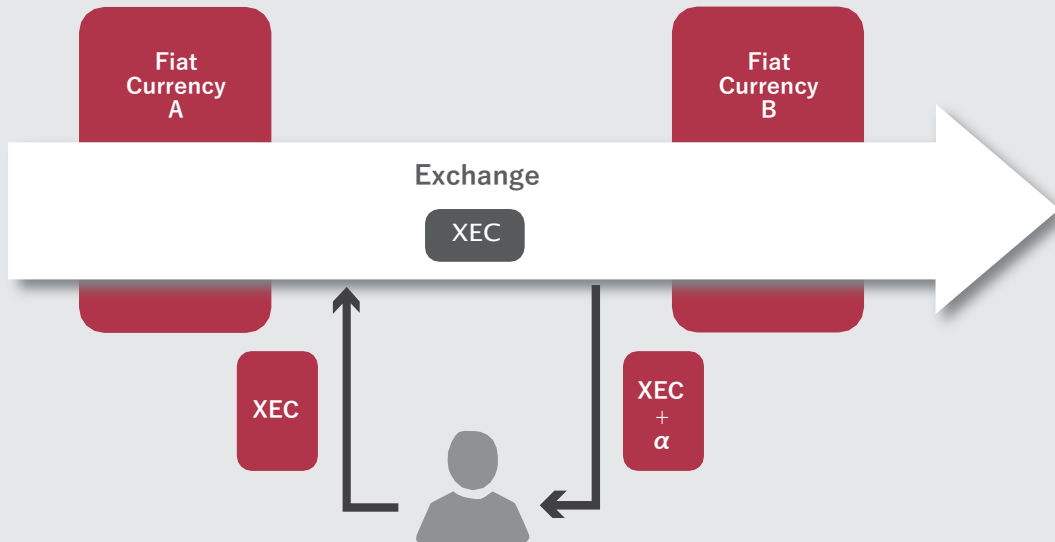 Fiat
Currency
A
Fiat
Currency
B
Exchange
XEC
XEC
XEC
+
α